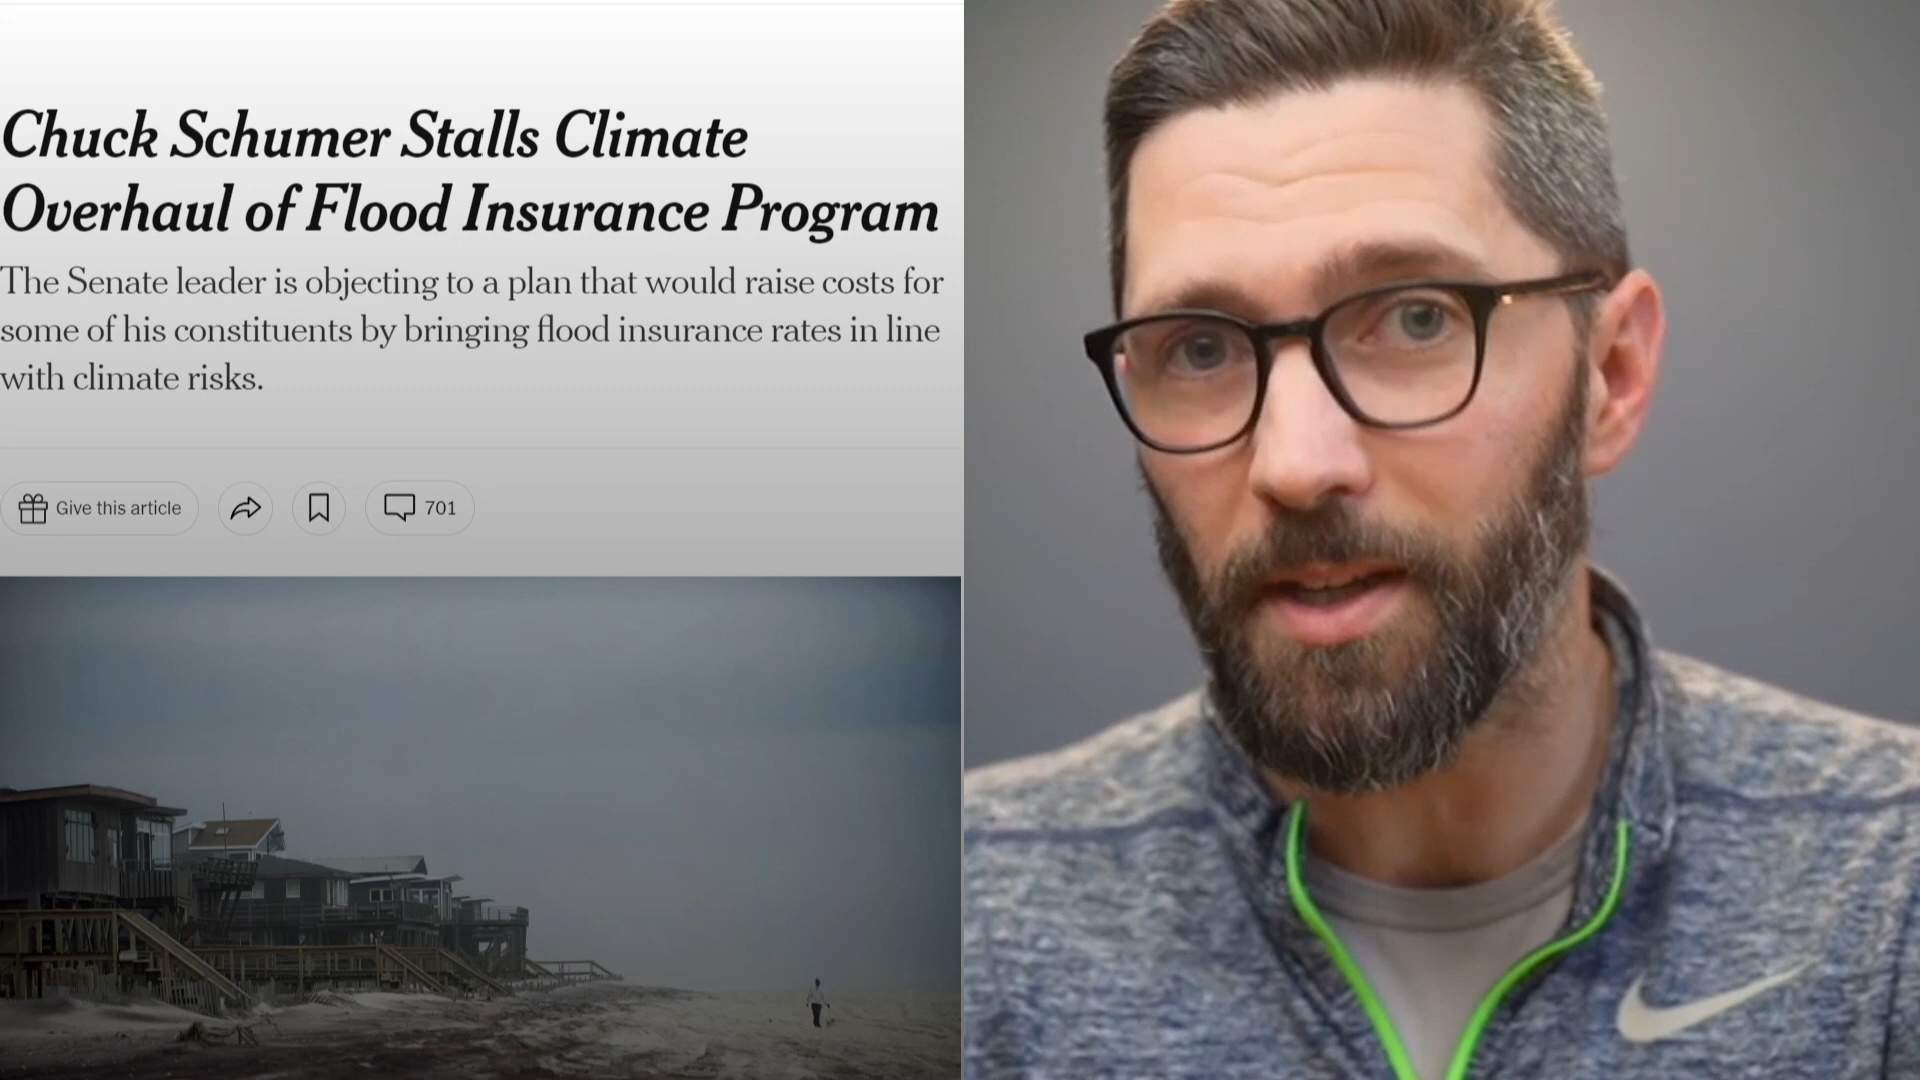 Chuck Schumer Stalls Climate
Overhaul of Flood Insurance Program
The Senate leader is objecting to a plan that would raise costs for
some of his constituents by bringing flood insurance rates in line
with climate risks.
Give this article
701